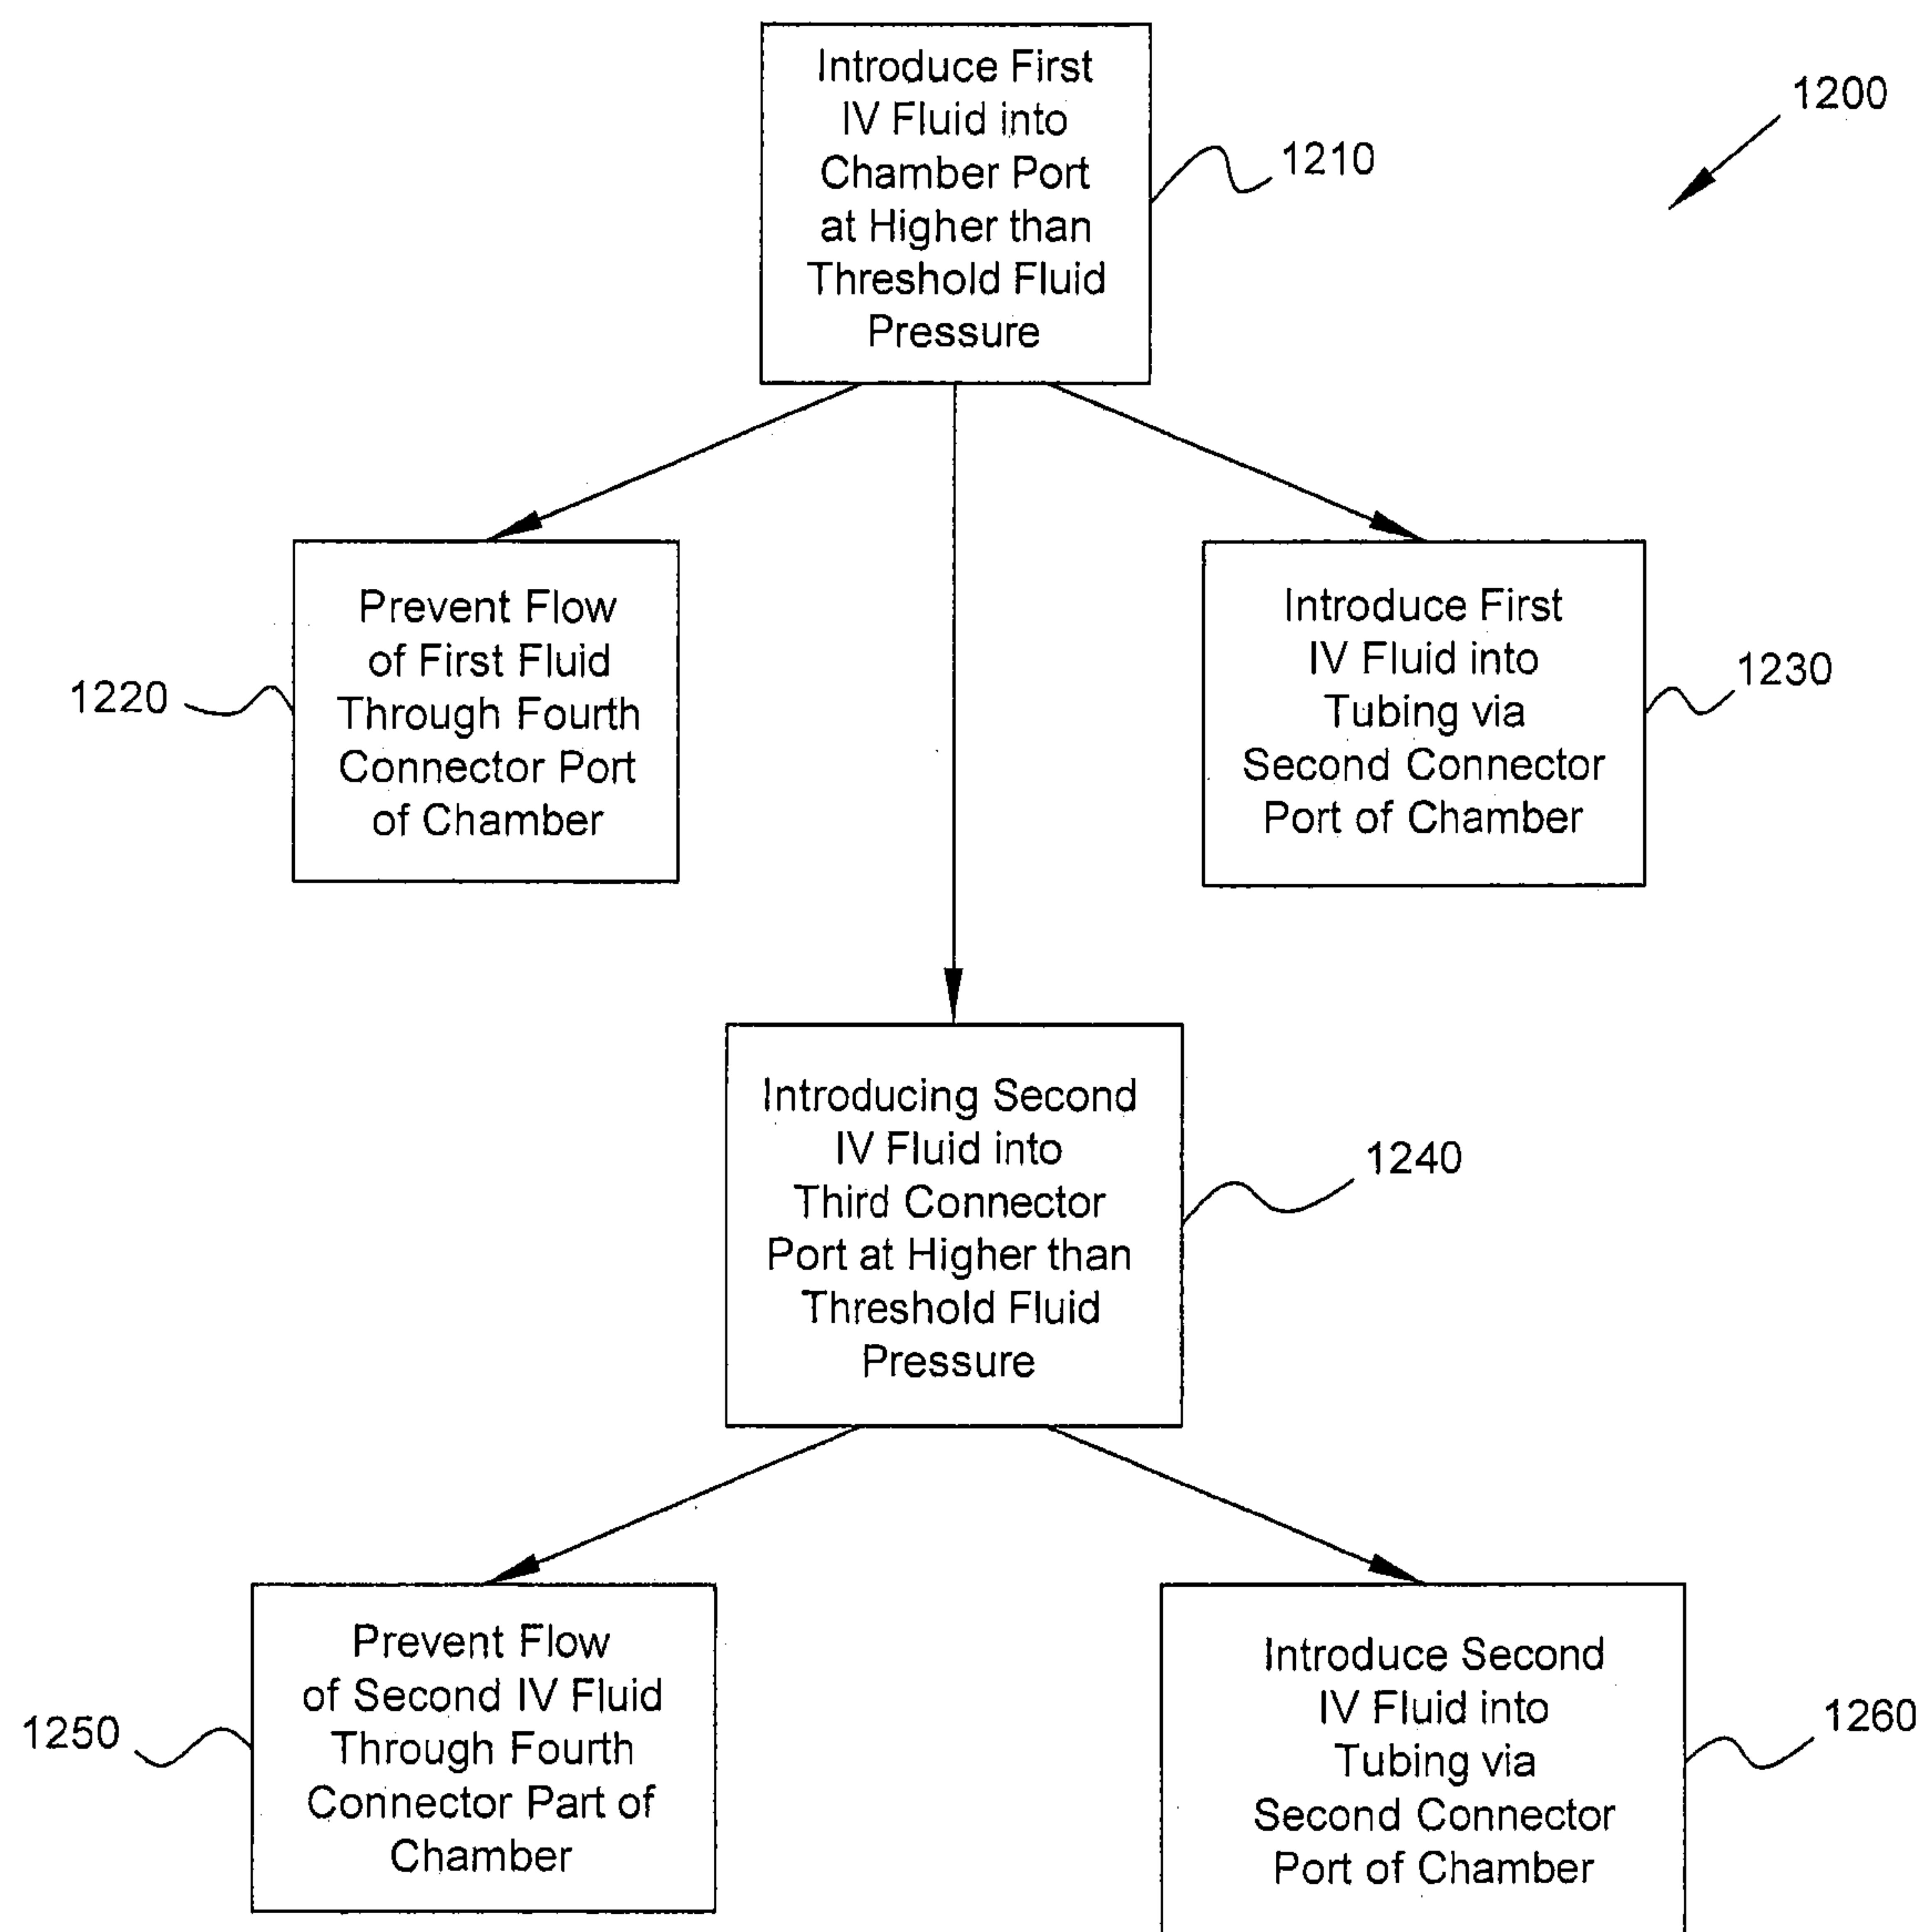 Introduce First
IV Fluid into
Chamber Port
at Higher than
Threshold Fluid
Pressure
1200
1210
Prevent Flow
of First Fluid
Through Fourth
Connector Port
of Chamber
1220
Introduce First
IV Fluid into
Tubing via
Second Connector
Port of Chamber
1230
Introducing Second
IV Fluid into
Third Connector
Port at Higher than
Threshold Fluid
Pressure
1240
Prevent Flow
of Second IV Fluid
Through Fourth
Connector Part of
Chamber
1250
Introduce Second
IV Fluid into
Tubing via
Second Connector
Port of Chamber
1260